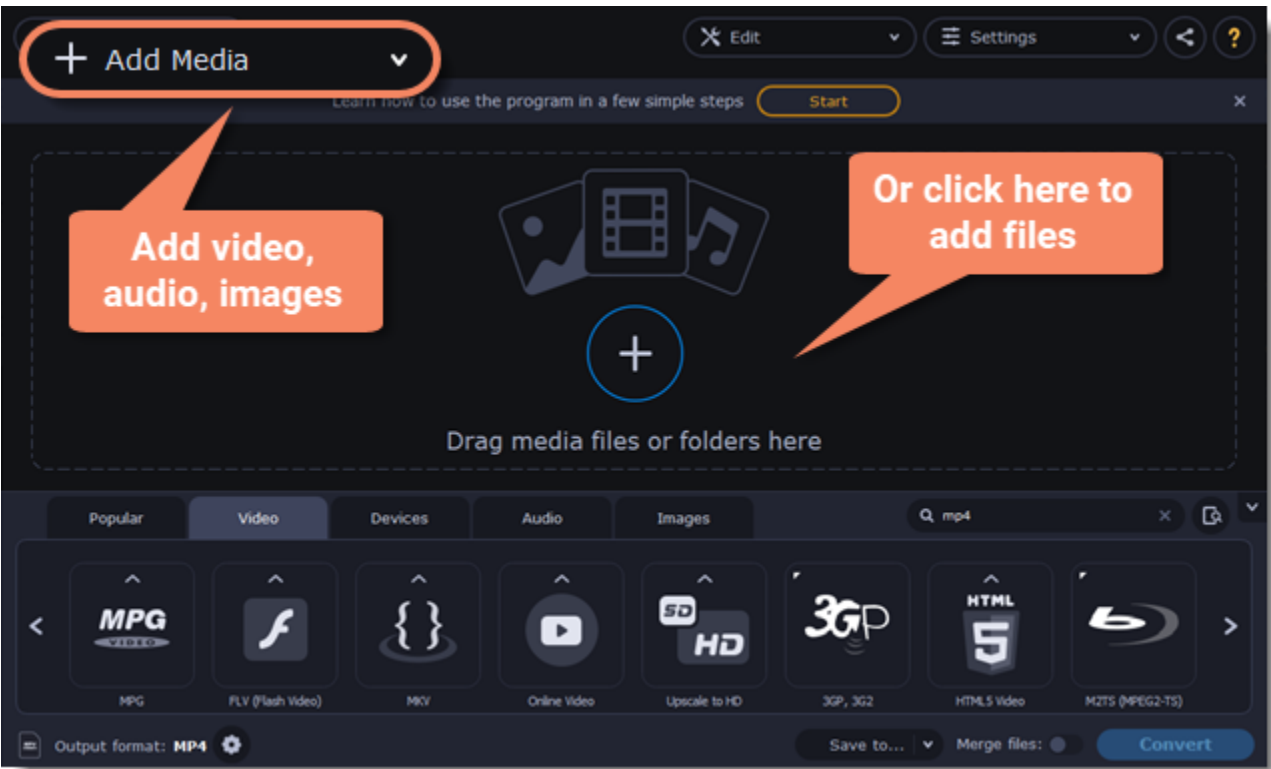 Add Media
Edit
Settings
?
Learn how to use the program in a few simple steps
Start
Add video,
audio, images
Or click here to
add files
Drag media files or folders here
Popular
Video
Devices
Audio
Images
mp4
MPG
VIDEO
SD
HD
3GP
HTML
5
MPG
FLV (Flash Video)
MKV
Online Video
Upscale to HD
3GP, 3G2
HTML5 Video
M2TS (MPEG2-TS)
Output format: MP4
Save to...
Merge files:
Convert